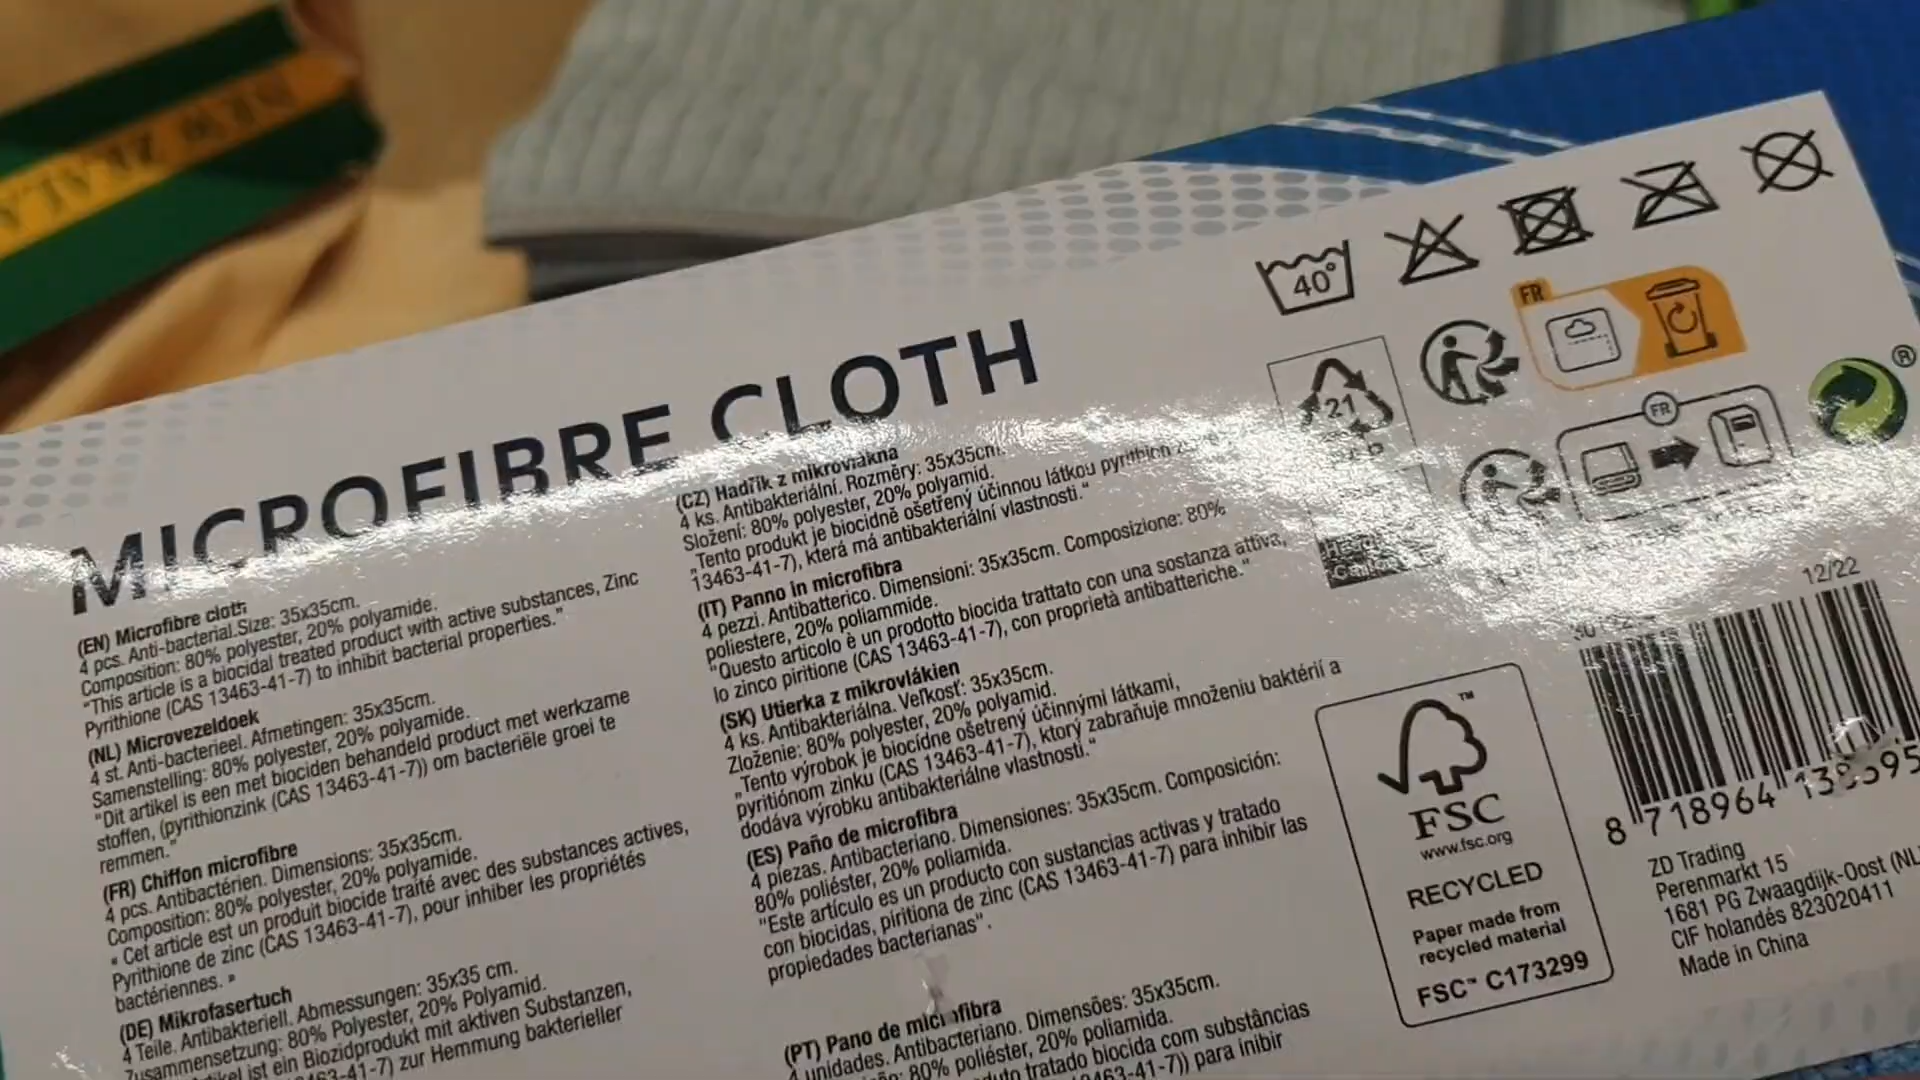 NEW ZEALA
MICROFIBRE CLOTH
(EN) Microfibre cloth
4 pcs. Anti-bacterial.Size: 35x35cm.
Composition: 80% polyester, 20% polyamide.
"This article is a biocidal treated product with active substances, Zinc
Pyrithione (CAS 13463-41-7) to inhibit bacterial properties."
(NL) Microvezeldoek
4 st. Anti-bacterieel. Afmetingen: 35x35cm.
Samenstelling: 80% polyester, 20% polyamide.
"Dit artikel is een met biociden behandeld product met werkzame
stoffen, (pyrithionzink (CAS 13463-41-7)) om bacteriële groei te
remmen."
(FR) Chiffon microfibre
4 pcs. Antibactérien. Dimensions: 35x35cm.
Composition: 80% polyester, 20% polyamide.
« Cet article est un produit biocide traité avec des substances actives,
Pyrithione de zinc (CAS 13463-41-7), pour inhiber les propriétés
bactériennes. »
(DE) Mikrofasertuch
4 Teile. Antibakteriell. Abmessungen: 35x35 cm.
Zusammensetzung: 80% Polyester, 20% Polyamid.
ist ein Biozidprodukt mit aktiven Substanzen,
zur Hemmung bakterieller
(CZ) Hadřík z mikrovlákna
4 ks. Antibakteriální. Rozměry: 35x35cm.
Složení: 80% polyester, 20% polyamid.
„Tento produkt je biocidně ošetřený účinnou látkou pyrithion
13463-41-7), která má antibakteriální vlastnosti."
(IT) Panno in microfibra
4 pezzi. Antibatterico. Dimensioni: 35x35cm. Composizione: 80%
poliestere, 20% poliammide.
"Questo articolo è un prodotto biocida trattato con una sostanza attiva,
lo zinco piritione (CAS 13463-41-7), con proprietà antibatteriche."
(SK) Utierka z mikrovlákien
4 ks. Antibakteriálna. Veľkosť: 35x35cm.
Zloženie: 80% polyester, 20% polyamid.
„Tento výrobok je biocídne ošetrený účinnými látkami,
pyritiónom zinku (CAS 13463-41-7), ktorý zabraňuje množeniu baktérií a
dodáva výrobku antibakteriálne vlastnosti."
(ES) Paño de microfibra
4 piezas. Antibacteriano. Dimensiones: 35x35cm. Composición:
80% poliéster, 20% poliamida.
"Este artículo es un producto con sustancias activas y tratado
con biocidas, piritiona de zinc (CAS 13463-41-7) para inhibir las
propiedades bacterianas".
(PT) Pano de microfibra
4 unidades. Antibacteriano. Dimensões: 35x35cm.
80% poliéster, 20% poliamida.
tratado biocida com substâncias
para inibir
40°
FR
21
FR
®
12/22
8 718964
ZD Trading
Perenmarkt 15
1681 PG Zwaagdijk-Oost (NL
CIF holandés 823020411
Made in China
™
FSC
www.fsc.org
RECYCLED
Paper made from
recycled material
FSC™ C173299